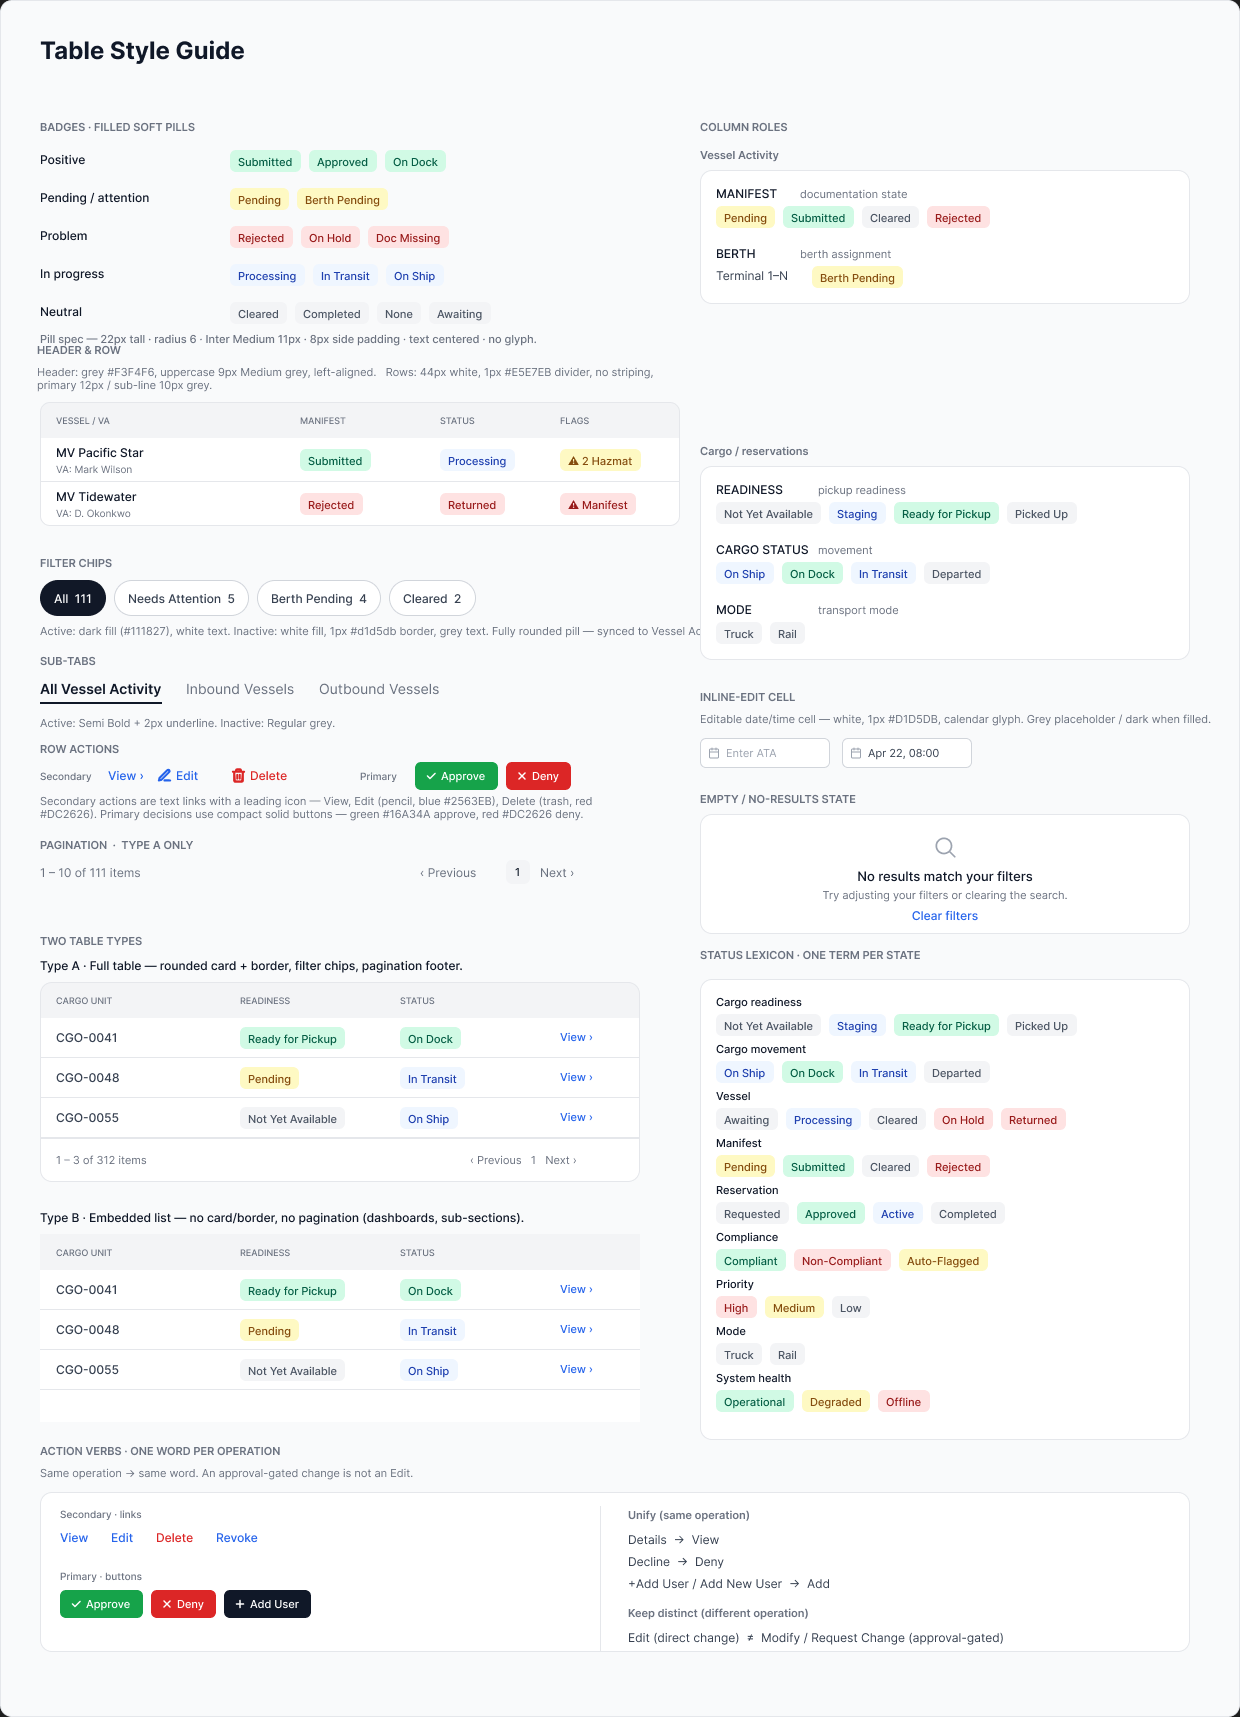 Table Style Guide
BADGES · FILLED SOFT PILLS
Positive
Submitted Approved On Dock
Pending / attention
Pending Berth Pending
Problem
Rejected On Hold Doc Missing
In progress
Processing In Transit On Ship
Neutral
Cleared Completed None Awaiting
Pill spec — 22px tall · radius 6 · Inter Medium 11px · 8px side padding · text centered · no glyph.
HEADER & ROW
Header: grey #F3F4F6, uppercase 9px Medium grey, left-aligned. Rows: 44px white, 1px #E5E7EB divider, no striping,
primary 12px / sub-line 10px grey.
VESSEL / VA MANIFEST STATUS FLAGS
MV Pacific Star
VA: Mark Wilson
Submitted Processing ⚠ 2 Hazmat
MV Tidewater
VA: D. Okonkwo
Rejected Returned ⚠ Manifest
FILTER CHIPS
All 111 Needs Attention 5 Berth Pending 4 Cleared 2
Active: dark fill (#111827), white text. Inactive: white fill, 1px #d1d5db border, grey text. Fully rounded pill — synced to Vessel Ac
SUB-TABS
All Vessel Activity Inbound Vessels Outbound Vessels
Active: Semi Bold + 2px underline. Inactive: Regular grey.
ROW ACTIONS
Secondary View › Edit Delete Primary ✓ Approve ✕ Deny
Secondary actions are text links with a leading icon — View, Edit (pencil, blue #2563EB), Delete (trash, red
#DC2626). Primary decisions use compact solid buttons — green #16A34A approve, red #DC2626 deny.
PAGINATION · TYPE A ONLY
1 – 10 of 111 items ‹ Previous 1 Next ›
TWO TABLE TYPES
Type A · Full table — rounded card + border, filter chips, pagination footer.
CARGO UNIT READINESS STATUS
CGO-0041 Ready for Pickup On Dock View ›
CGO-0048 Pending In Transit View ›
CGO-0055 Not Yet Available On Ship View ›
1 – 3 of 312 items ‹ Previous 1 Next ›
Type B · Embedded list — no card/border, no pagination (dashboards, sub-sections).
CARGO UNIT READINESS STATUS
CGO-0041 Ready for Pickup On Dock View ›
CGO-0048 Pending In Transit View ›
CGO-0055 Not Yet Available On Ship View ›
COLUMN ROLES
Vessel Activity
MANIFEST documentation state
Pending Submitted Cleared Rejected
BERTH berth assignment
Terminal 1–N Berth Pending
Cargo / reservations
READINESS pickup readiness
Not Yet Available Staging Ready for Pickup Picked Up
CARGO STATUS movement
On Ship On Dock In Transit Departed
MODE transport mode
Truck Rail
INLINE-EDIT CELL
Editable date/time cell — white, 1px #D1D5DB, calendar glyph. Grey placeholder / dark when filled.
Enter ATA Apr 22, 08:00
EMPTY / NO-RESULTS STATE
No results match your filters
Try adjusting your filters or clearing the search.
Clear filters
STATUS LEXICON · ONE TERM PER STATE
Cargo readiness
Not Yet Available Staging Ready for Pickup Picked Up
Cargo movement
On Ship On Dock In Transit Departed
Vessel
Awaiting Processing Cleared On Hold Returned
Manifest
Pending Submitted Cleared Rejected
Reservation
Requested Approved Active Completed
Compliance
Compliant Non-Compliant Auto-Flagged
Priority
High Medium Low
Mode
Truck Rail
System health
Operational Degraded Offline
ACTION VERBS · ONE WORD PER OPERATION
Same operation → same word. An approval-gated change is not an Edit.
Secondary · links
View Edit Delete Revoke
Primary · buttons
✓ Approve ✕ Deny + Add User
Unify (same operation)
Details → View
Decline → Deny
+Add User / Add New User → Add
Keep distinct (different operation)
Edit (direct change) ≠ Modify / Request Change (approval-gated)